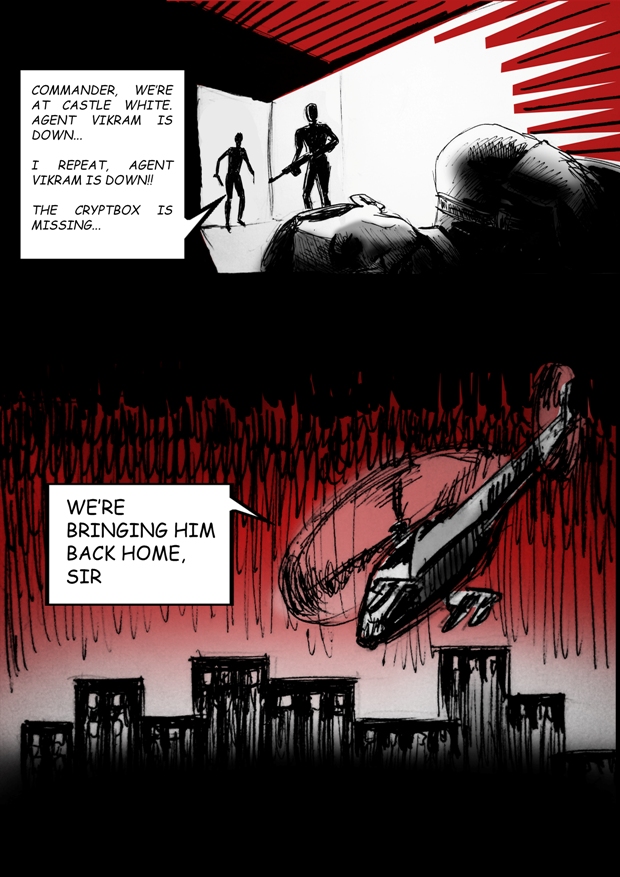 COMMANDER, WE'RE
AT CASTLE WHITE.
AGENT VIKRAM IS
DOWN...
I REPEAT, AGENT
VIKRAM IS DOWN!!
THE CRYPTBOX IS
MISSING...
WE'RE
BRINGING HIM
BACK HOME,
SIR